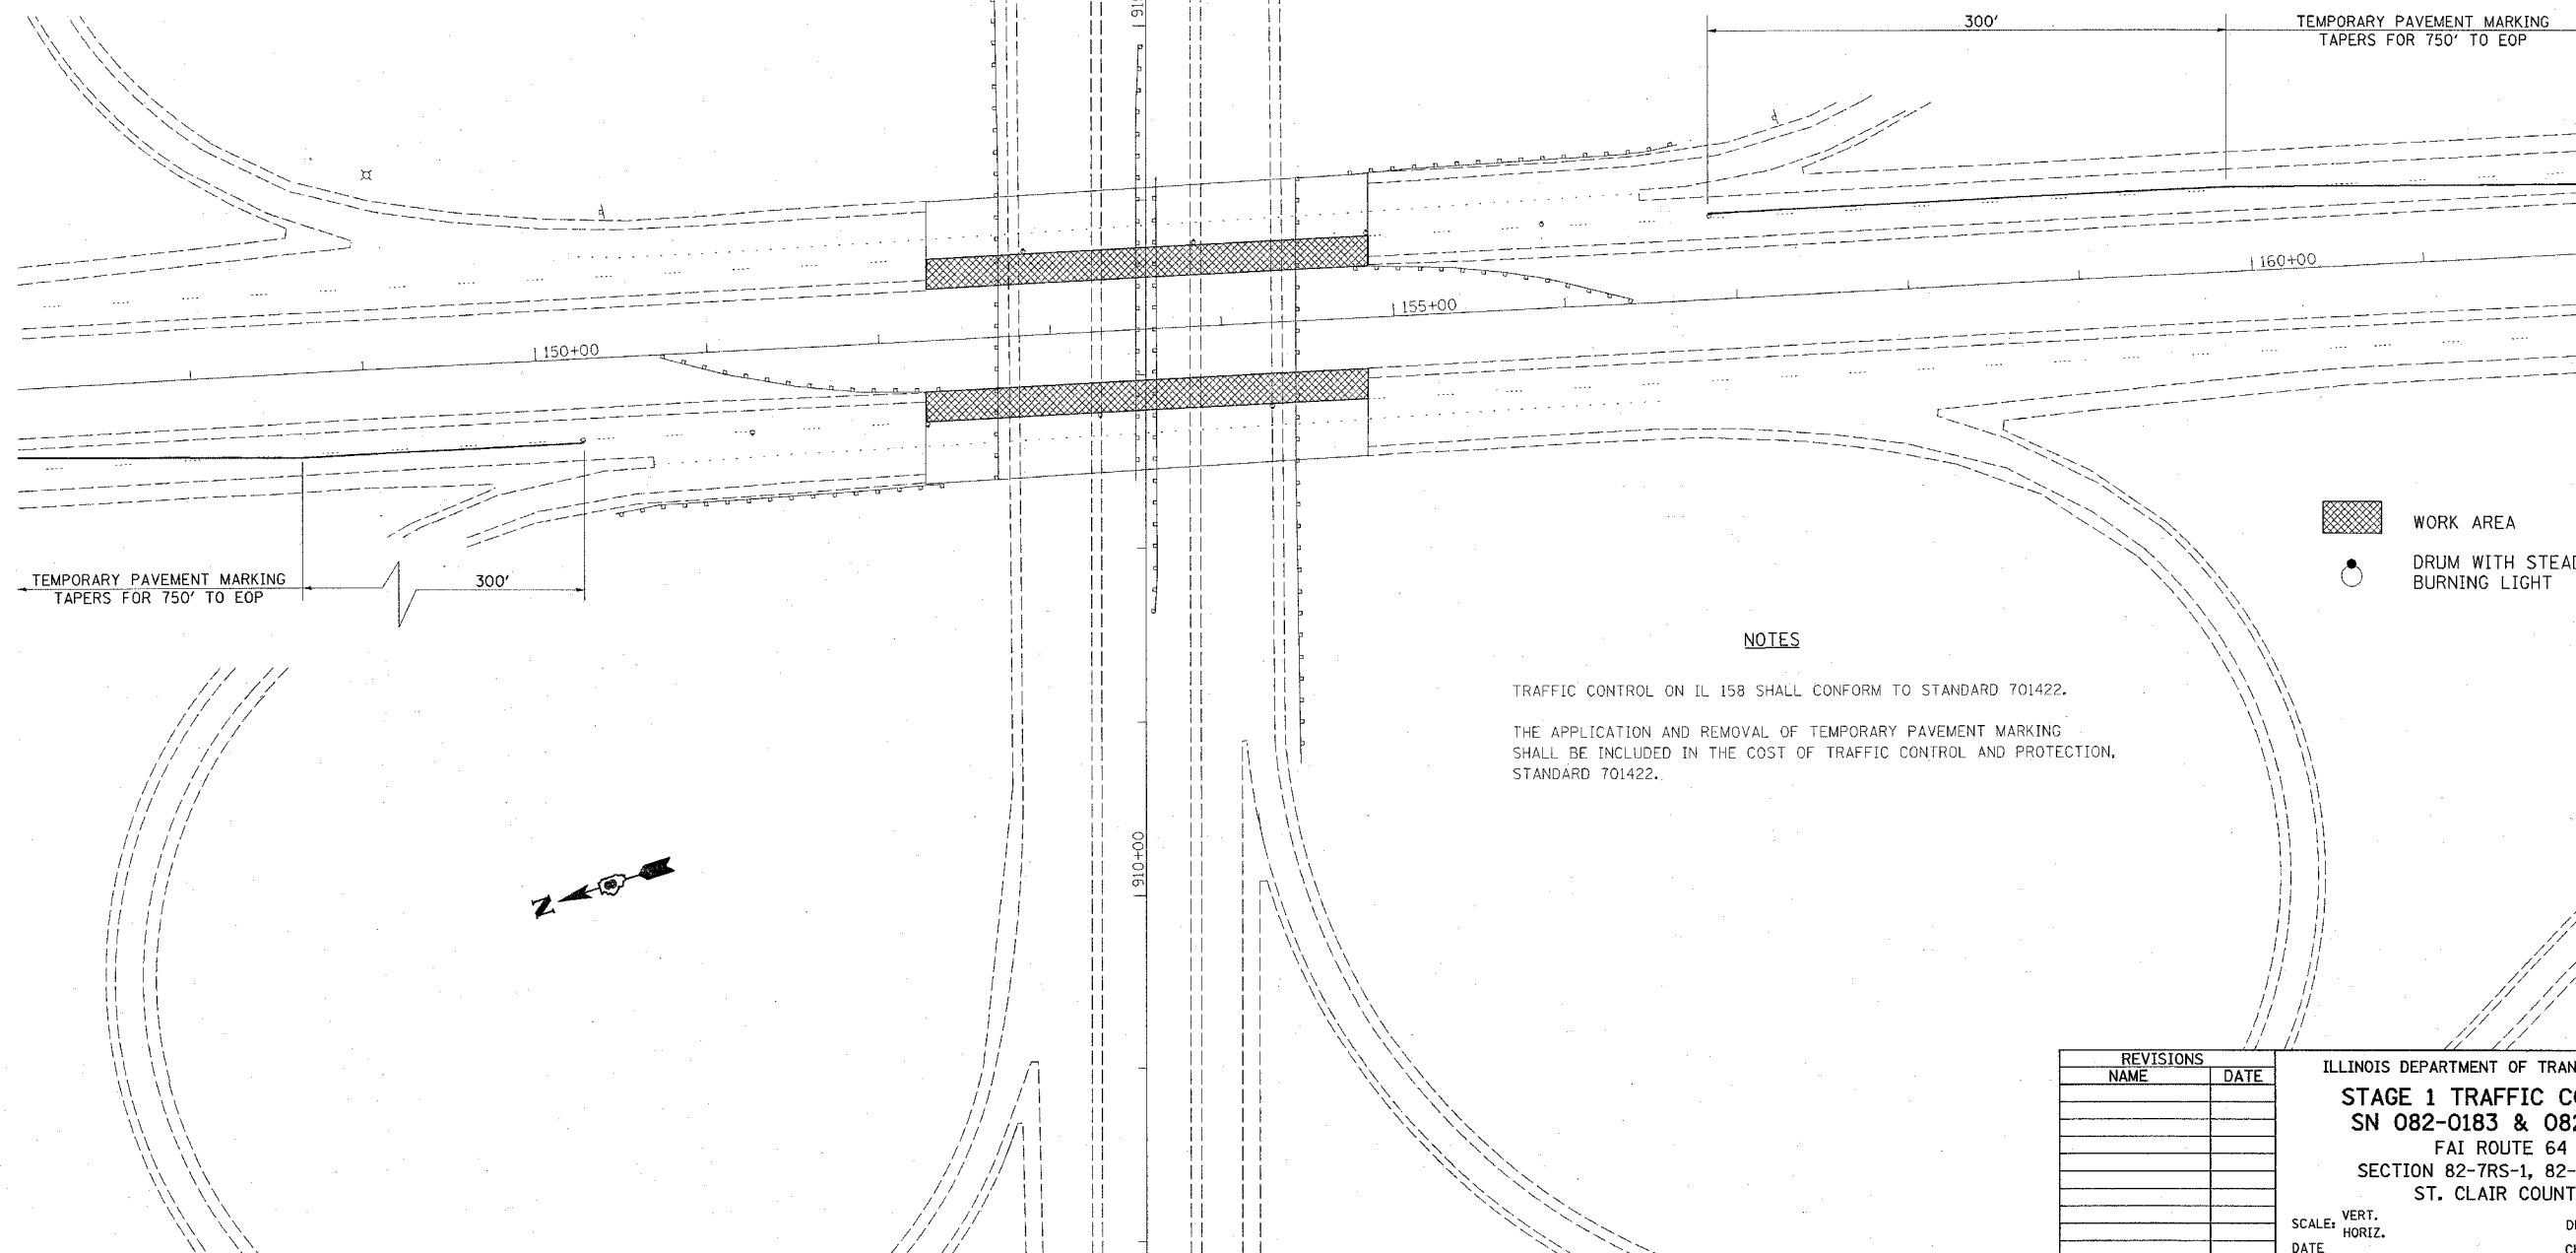 91
300'
TEMPORARY PAVEMENT MARKING
TAPERS FOR 750' TO EOP
160+00
155+00
150+00
TEMPORARY PAVEMENT MARKING
TAPERS FOR 750' TO EOP
300'
WORK AREA
DRUM WITH STEAD
BURNING LIGHT
NOTES
TRAFFIC CONTROL ON IL 158 SHALL CONFORM TO STANDARD 701422.
THE APPLICATION AND REMOVAL OF TEMPORARY PAVEMENT MARKING
SHALL BE INCLUDED IN THE COST OF TRAFFIC CONTROL AND PROTECTION,
STANDARD 701422.
910+00
N
REVISIONS
NAME DATE
ILLINOIS DEPARTMENT OF TRAN
STAGE 1 TRAFFIC CO
SN 082-0183 & 082
FAI ROUTE 64
SECTION 82-7RS-1, 82-
ST. CLAIR COUNT
SCALE: VERT.
HORIZ.
DATE